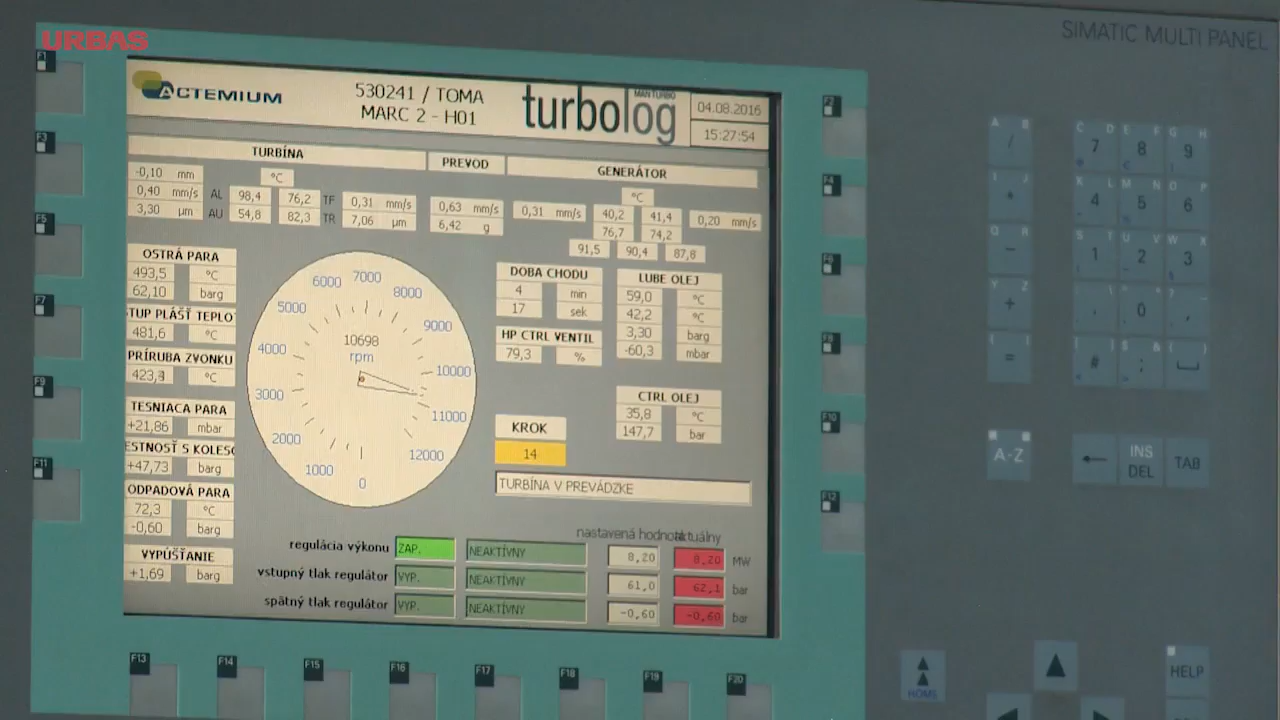 URBAS
SIMATIC MULTI PANEL
ACTEMIUM
530241 / TOMA
MARC 2 - H01
MAN TURBO
turbolog
04.08.2016
15:27:54
TURBÍNA
PREVOD
GENERÁTOR
-0,10 mm
0,40 mm/s
3,30 µm
°C
AL 98,4 76,2 TF
AU 54,8 82,3 TR
0,31 mm/s
7,06 µm
0,63 mm/s
6,42 g
0,31 mm/s
°C
40,2 41,4
76,7 74,2
91,5 90,4 87,8
0,20 mm/s
OSTRÁ PARA
493,5 °C
62,10 barg
TUP PLÁŠŤ TEPLO
481,6 °C
PRÍRUBA ZVONKU
423,4 °C
TESNIACA PARA
+21,86 mbar
ESTNOSŤ S KOLESO
+47,73 barg
ODPADOVÁ PARA
72,3 °C
-0,60 barg
VYPÚŠŤANIE
+1,69 barg
0
1000
2000
3000
4000
5000
6000
7000
8000
9000
10000
11000
12000
10698
rpm
DOBA CHODU
4 min
17 sek
HP CTRL VENTIL
79,3 %
LUBE OLEJ
59,0 °C
42,2 °C
3,30 barg
-60,3 mbar
CTRL OLEJ
35,8 °C
147,7 bar
KROK
14
TURBÍNA V PREVÁDZKE
nastavená hodnota aktuálny
regulácia výkonu ZAP. NEAKTÍVNY 8,20 8,20 MW
vstupný tlak regulátor VYP. NEAKTÍVNY 61,0 62,1 bar
spätný tlak regulátor VYP. NEAKTÍVNY -0,60 -0,60 bar
F1
F3
F5
F7
F9
F11
F2
F4
F6
F8
F10
F12
F13 F14 F15 F16 F17 F18 F19 F20
A B C D E F G H
/ 7 8 9
I J K L M N O P
* 4 5 6
Q R S T U V W X
- 1 2 3
Y Z
+ . 0 ,
= # ;
A-Z
INS
DEL
TAB
HOME
HELP